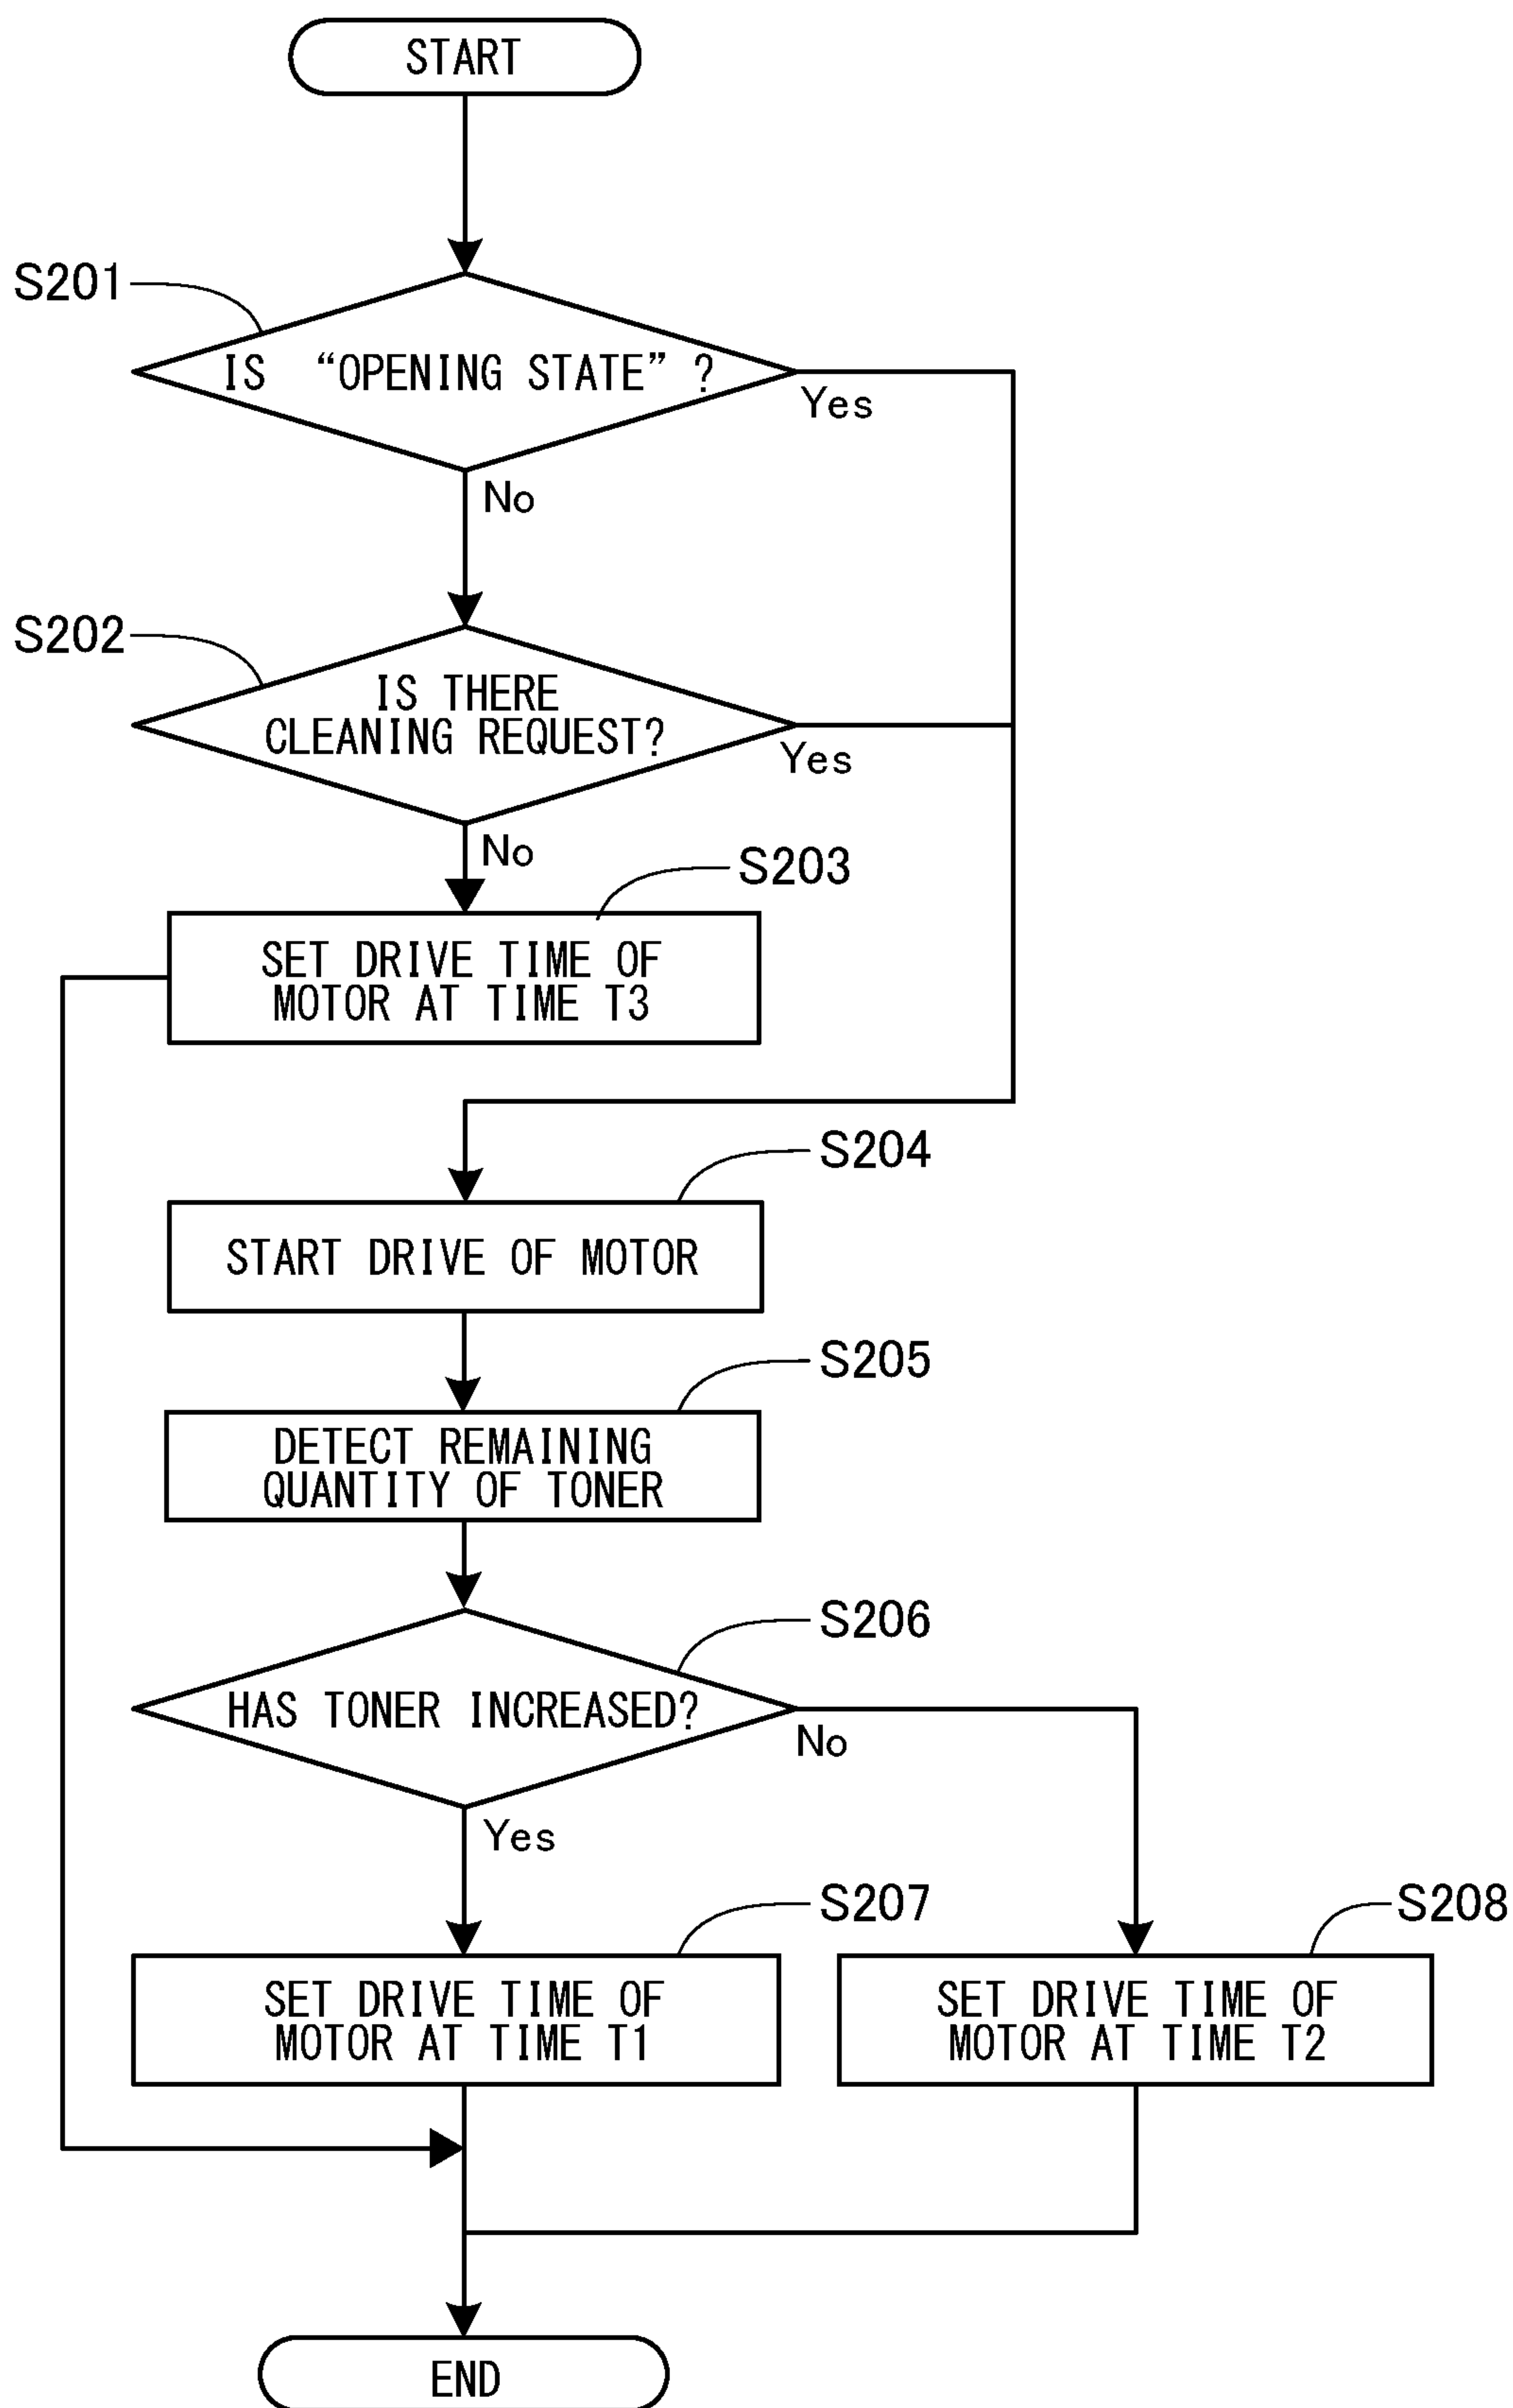 START
S201
IS “OPENING STATE” ?
Yes
No
S202
IS THERE
CLEANING REQUEST?
Yes
No
S203
SET DRIVE TIME OF
MOTOR AT TIME T3
S204
START DRIVE OF MOTOR
S205
DETECT REMAINING
QUANTITY OF TONER
S206
HAS TONER INCREASED?
No
Yes
S207
S208
SET DRIVE TIME OF
MOTOR AT TIME T1
SET DRIVE TIME OF
MOTOR AT TIME T2
END